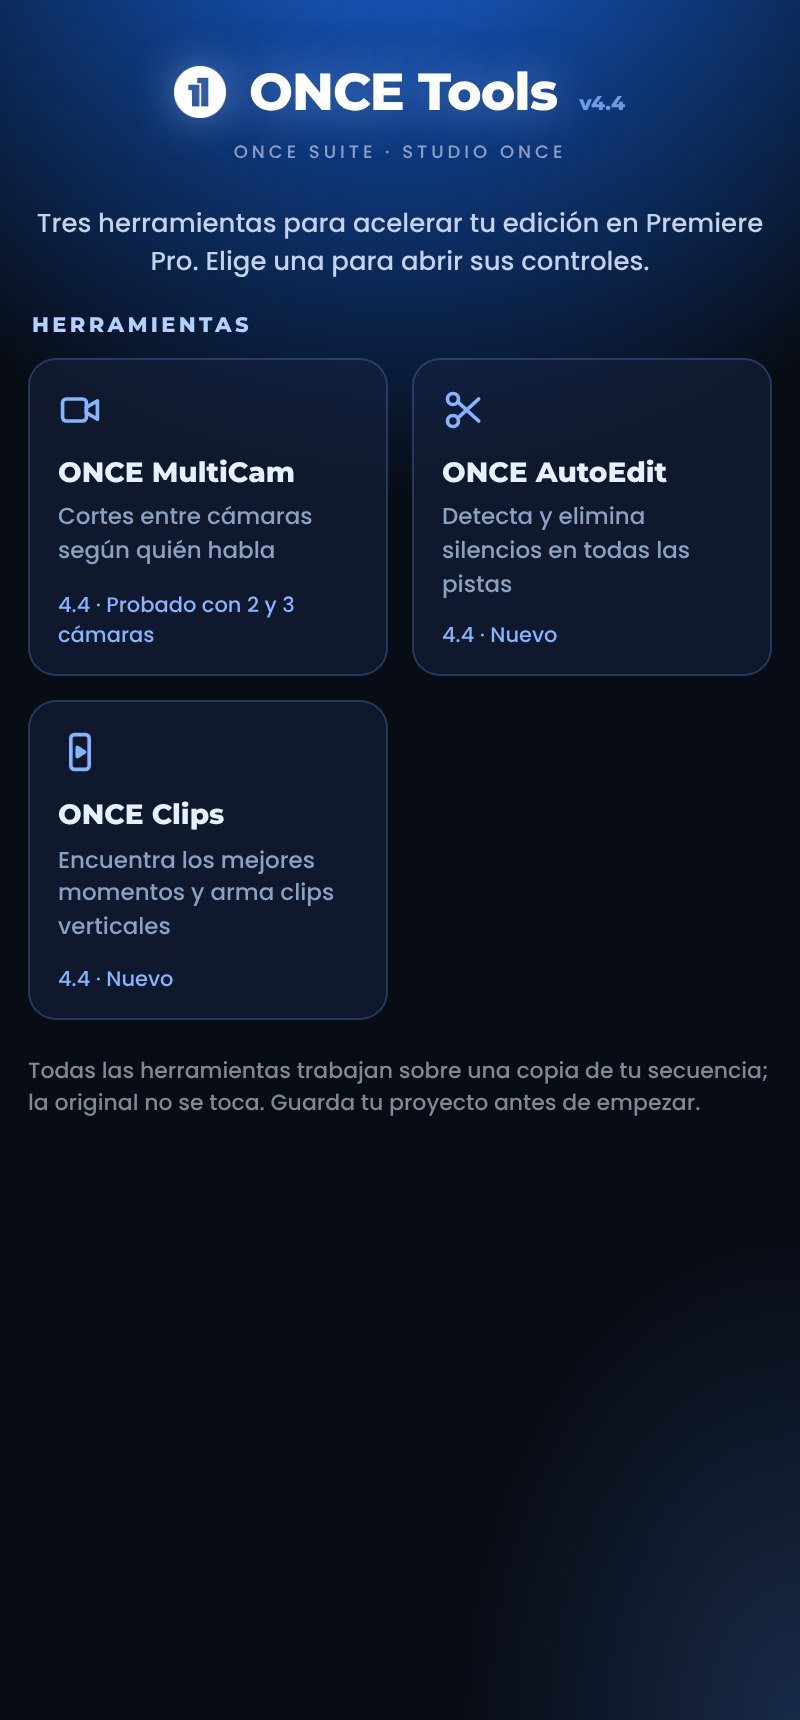 ONCE Tools v4.4
ONCE SUITE · STUDIO ONCE
Tres herramientas para acelerar tu edición en Premiere
Pro. Elige una para abrir sus controles.
HERRAMIENTAS
ONCE MultiCam
Cortes entre cámaras
según quién habla
4.4 · Probado con 2 y 3
cámaras
ONCE AutoEdit
Detecta y elimina
silencios en todas las
pistas
4.4 · Nuevo
ONCE Clips
Encuentra los mejores
momentos y arma clips
verticales
4.4 · Nuevo
Todas las herramientas trabajan sobre una copia de tu secuencia;
la original no se toca. Guarda tu proyecto antes de empezar.